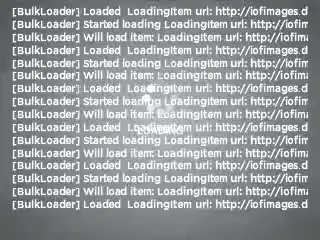 [BulkLoader] Loaded LoadingItem url: http://iofimages.d
[BulkLoader] Started loading LoadingItem url: http://iofim
[BulkLoader] Will load item: LoadingItem url: http://iofima
[BulkLoader] Loaded LoadingItem url: http://iofimages.d
[BulkLoader] Started loading LoadingItem url: http://iofim
[BulkLoader] Will load item: LoadingItem url: http://iofima
[BulkLoader] Loaded LoadingItem url: http://iofimages.d
[BulkLoader] Started loading LoadingItem url: http://iofim
[BulkLoader] Will load item: LoadingItem url: http://iofima
[BulkLoader] Loaded LoadingItem url: http://iofimages.d
LOADING
[BulkLoader] Started loading LoadingItem url: http://iofim
[BulkLoader] Will load item: LoadingItem url: http://iofima
[BulkLoader] Loaded LoadingItem url: http://iofimages.d
[BulkLoader] Started loading LoadingItem url: http://iofim
[BulkLoader] Will load item: LoadingItem url: http://iofima
[BulkLoader] Loaded LoadingItem url: http://iofimages.d